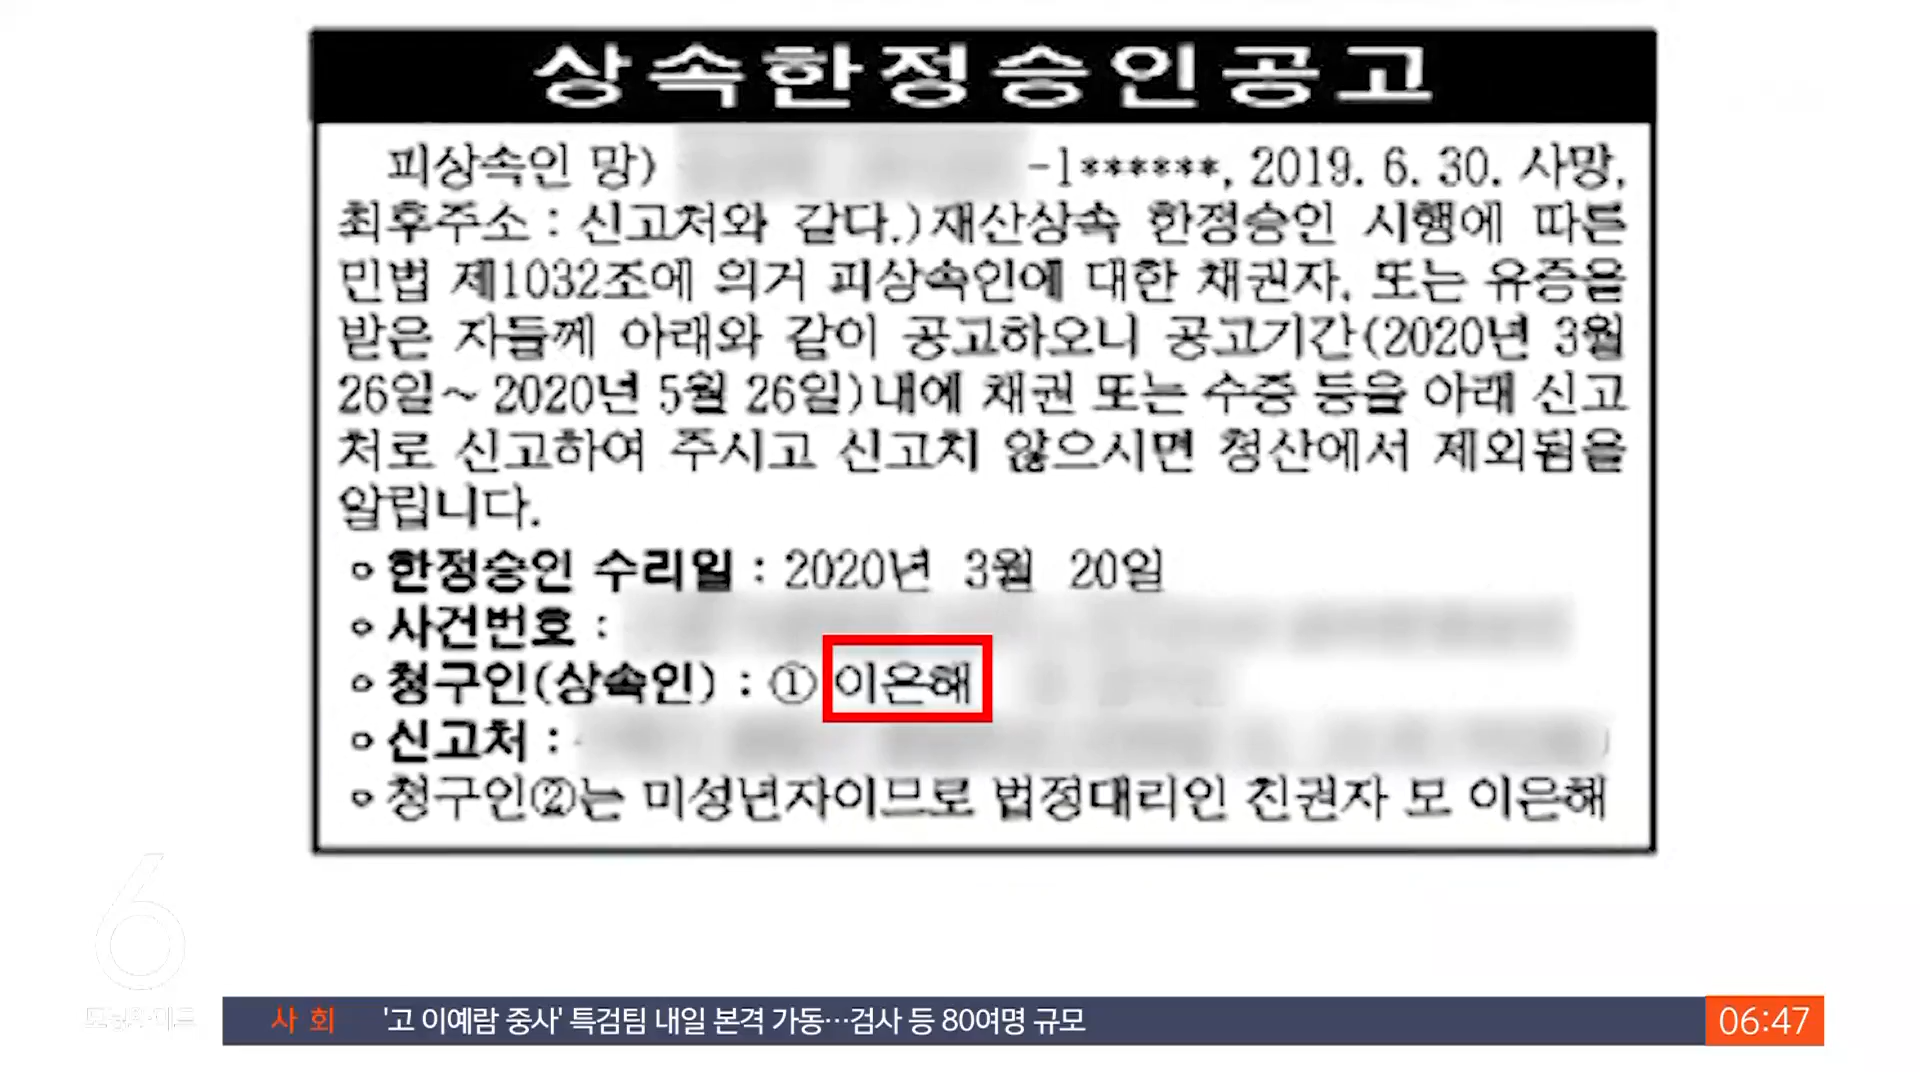 상속한정승인공고
피상속인 망) -1******, 2019. 6. 30. 사망,
최후주소 : 신고처와 같다.) 재산상속 한정승인 시행에 따른
민법 제1032조에 의거 피상속인에 대한 채권자, 또는 유증을
받은 자들께 아래와 같이 공고하오니 공고기간(2020년 3월
26일~ 2020년 5월 26일)내에 채권 또는 수증 등을 아래 신고
처로 신고하여 주시고 신고치 않으시면 청산에서 제외됨을
알립니다.
◦ 한정승인 수리일 : 2020년 3월 20일
◦ 사건번호 :
◦ 청구인(상속인) : ① 이은해
◦ 신고처 :
◦ 청구인②는 미성년자이므로 법정대리인 친권자 모 이은해
6
모닝와이드
사회 '고 이예람 중사' 특검팀 내일 본격 가동…검사 등 80여명 규모 06:47